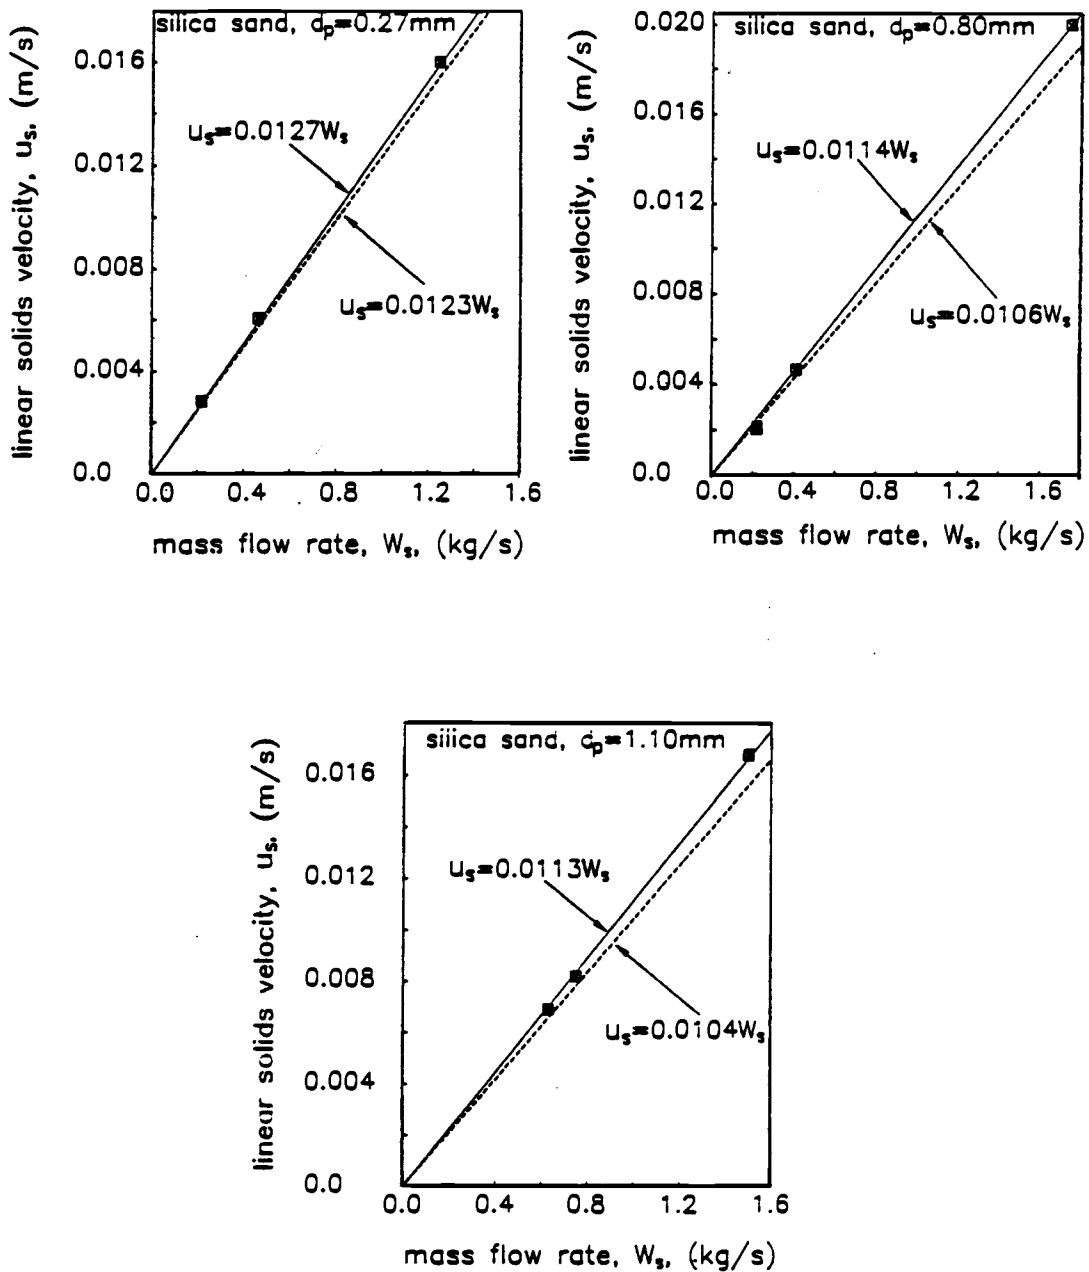 silica sand, dp=0.27mm
linear solids velocity, us, (m/s)
0.016
0.012
0.008
0.004
0.0
us=0.0127Ws
us=0.0123Ws
0.0 0.4 0.8 1.2 1.6
mass flow rate, Ws, (kg/s)
silica sand, dp=0.80mm
linear solids velocity, us, (m/s)
0.020
0.016
0.012
0.008
0.004
0.0
us=0.0114Ws
us=0.0106Ws
0.0 0.4 0.8 1.2 1.6
mass flow rate, Ws, (kg/s)
silica sand, dp=1.10mm
linear solids velocity, us, (m/s)
0.016
0.012
0.008
0.004
0.0
us=0.0113Ws
us=0.0104Ws
0.0 0.4 0.8 1.2 1.6
mass flow rate, Ws, (kg/s)